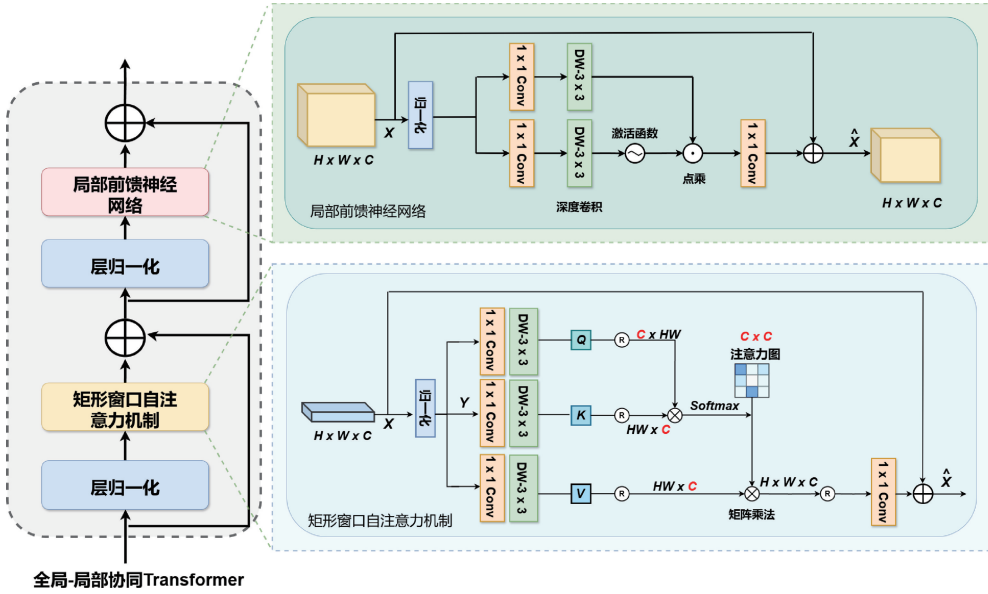 局部前馈神经
网络
层归一化
矩形窗口自注
意力机制
层归一化
全局-局部协同Transformer
H x W x C
X
归一化
1 x 1 Conv
DW-3 x 3
1 x 1 Conv
DW-3 x 3
深度卷积
激活函数
点乘
1 x 1 Conv
X̂
H x W x C
局部前馈神经网络
H x W x C
X
归一化
Y
1 x 1 Conv
DW-3 x 3
1 x 1 Conv
DW-3 x 3
1 x 1 Conv
DW-3 x 3
Q
R
C x HW
K
R
HW x C
V
R
HW x C
Softmax
C x C
注意力图
矩阵乘法
H x W x C
R
1 x 1 Conv
X̂
矩形窗口自注意力机制